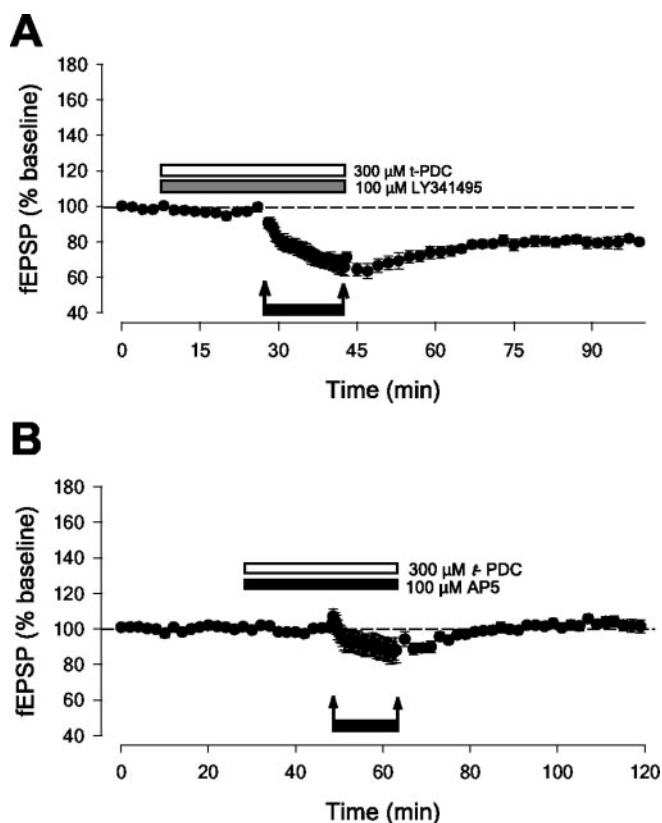 A
fEPSP (% baseline)
180
160
140
120
100
80
60
40
300 µM t-PDC
100 µM LY341495
0 15 30 45 60 75 90
Time (min)
B
fEPSP (% baseline)
180
160
140
120
100
80
60
40
300 µM t- PDC
100 µM AP5
0 20 40 60 80 100 120
Time (min)